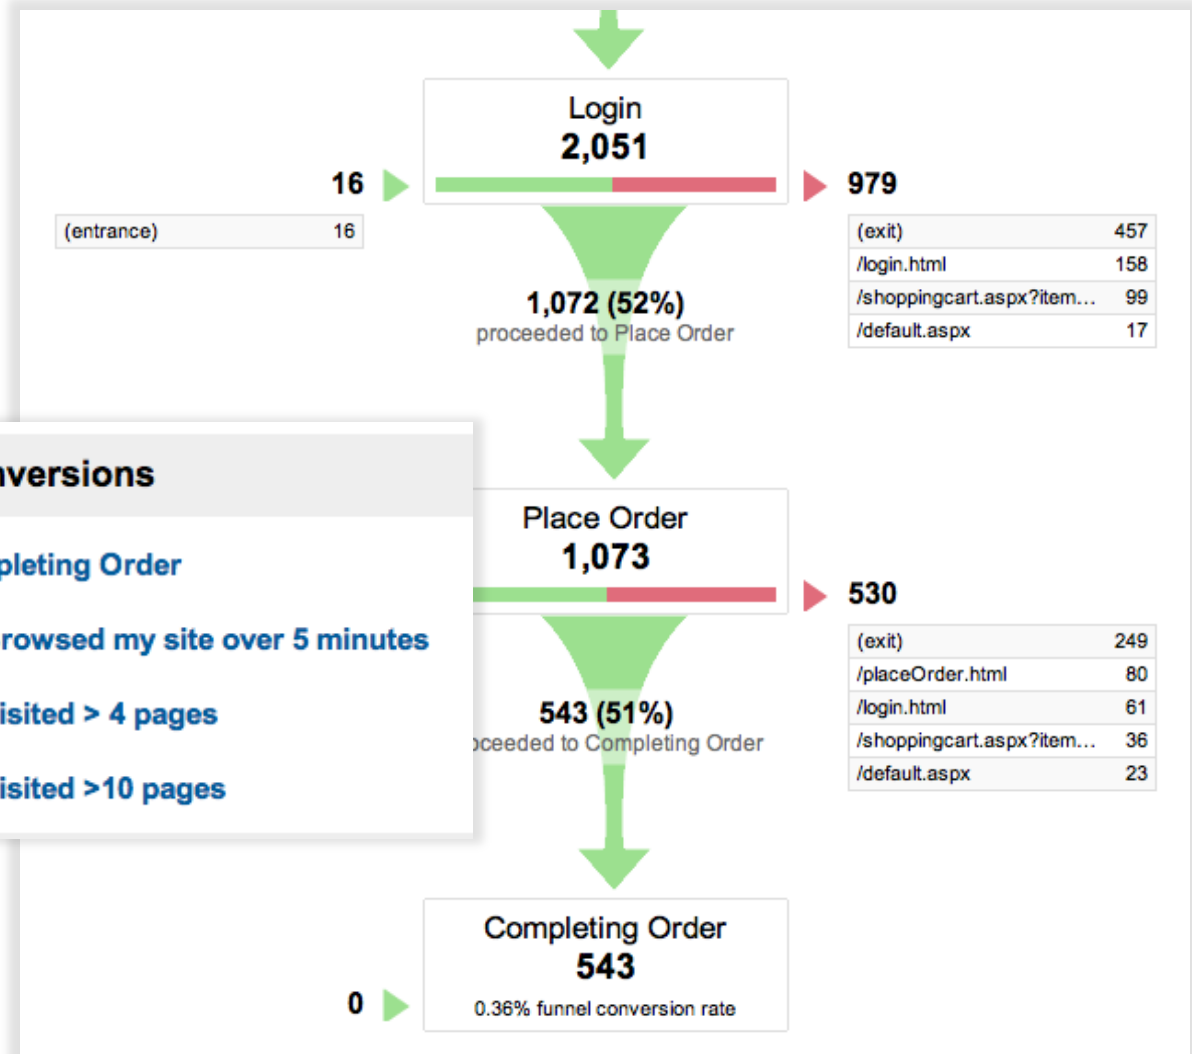 Login
2,051
16
979
(entrance) 16
(exit) 457
/login.html 158
/shoppingcart.aspx?item... 99
/default.aspx 17
1,072 (52%)
proceeded to Place Order
nversions
pleting Order
rowsed my site over 5 minutes
isited > 4 pages
isited >10 pages
Place Order
1,073
530
(exit) 249
/placeOrder.html 80
/login.html 61
/shoppingcart.aspx?item... 36
/default.aspx 23
543 (51%)
oceeded to Completing Order
Completing Order
543
0.36% funnel conversion rate
0